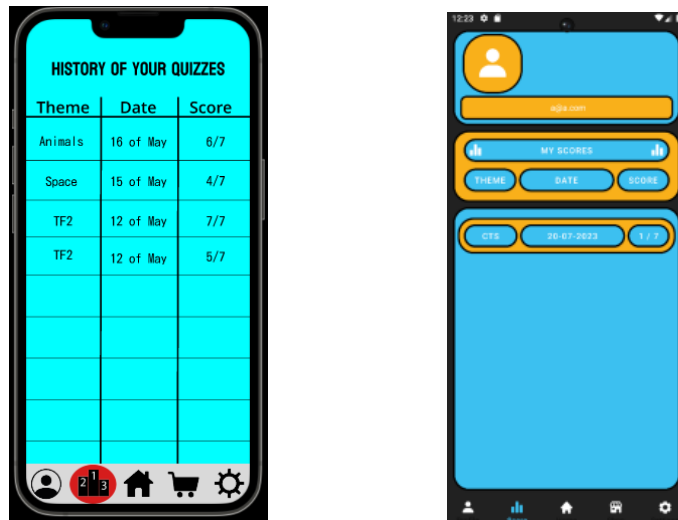 HISTORY OF YOUR QUIZZES
Theme Date Score
Animals 16 of May 6/7
Space 15 of May 4/7
TF2 12 of May 7/7
TF2 12 of May 5/7
2 1 3
12:23
a@a.com
MY SCORES
THEME DATE SCORE
CTS 20-07-2023 1 / 7